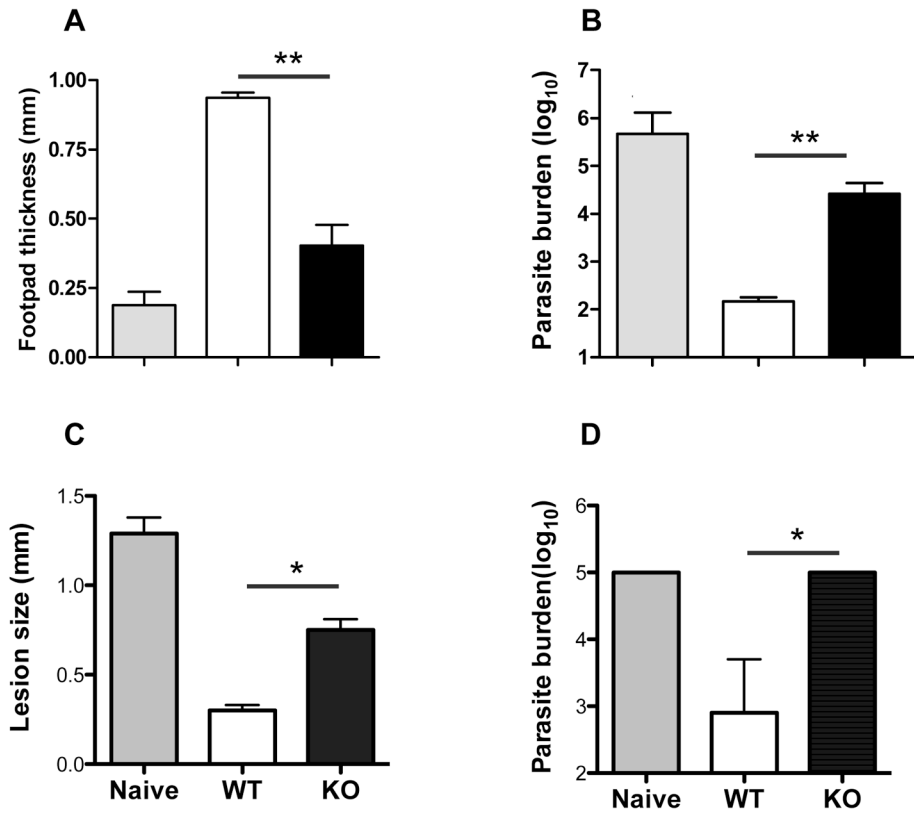 A
Footpad thickness (mm)
1.00
0.75
0.50
0.25
0.00
**
B
Parasite burden (log10)
7
6
5
4
3
2
1
**
C
Lesion size (mm)
1.5
1.0
0.5
0.0
*
Naive WT KO
D
Parasite burden(log10)
6
5
4
3
2
*
Naive WT KO